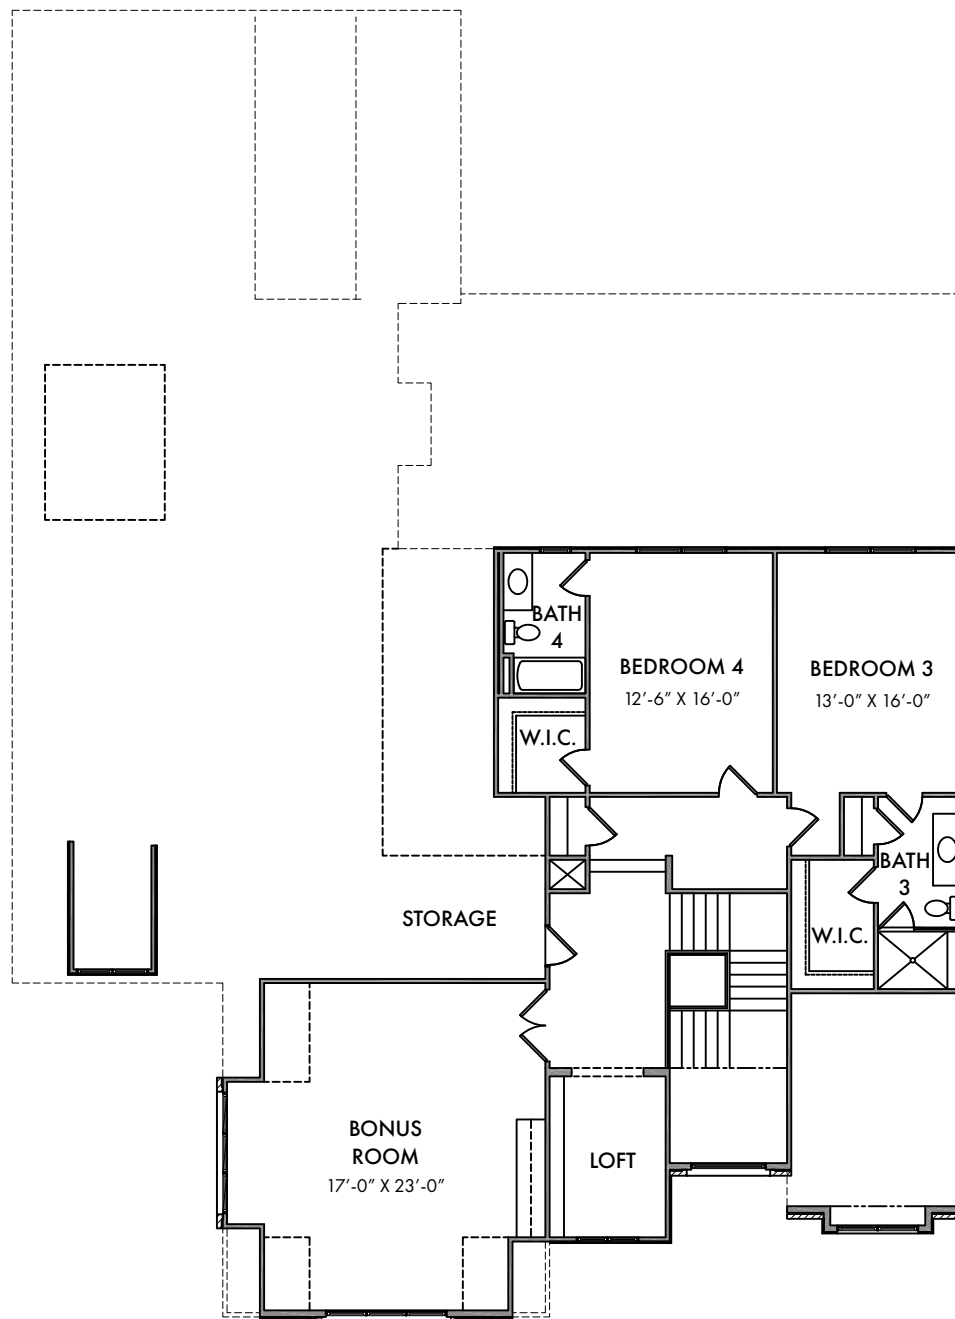 BATH
4
BEDROOM 4
12'-6" X 16'-0"
BEDROOM 3
13'-0" X 16'-0"
W.I.C.
BATH
3
STORAGE
W.I.C.
BONUS
ROOM
17'-0" X 23'-0"
LOFT